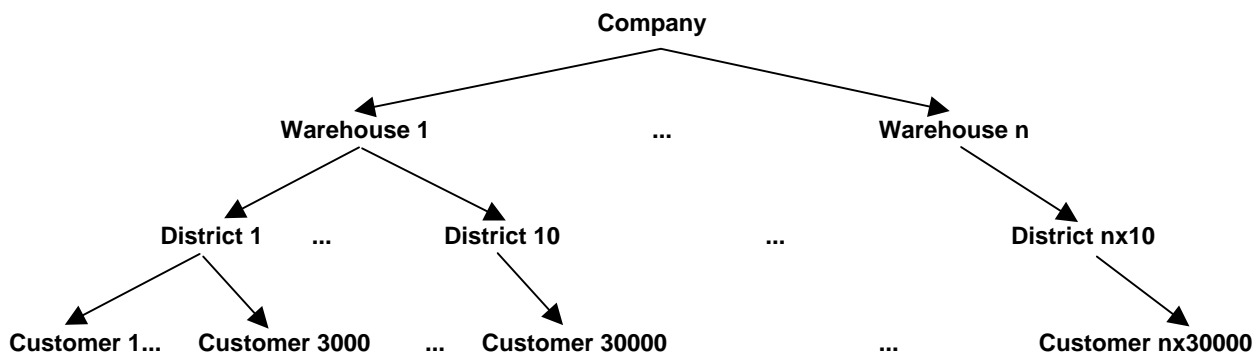 Company
Warehouse 1 ... Warehouse n
District 1 ... District 10 ... District nx10
Customer 1... Customer 3000 ... Customer 30000 ... Customer nx30000